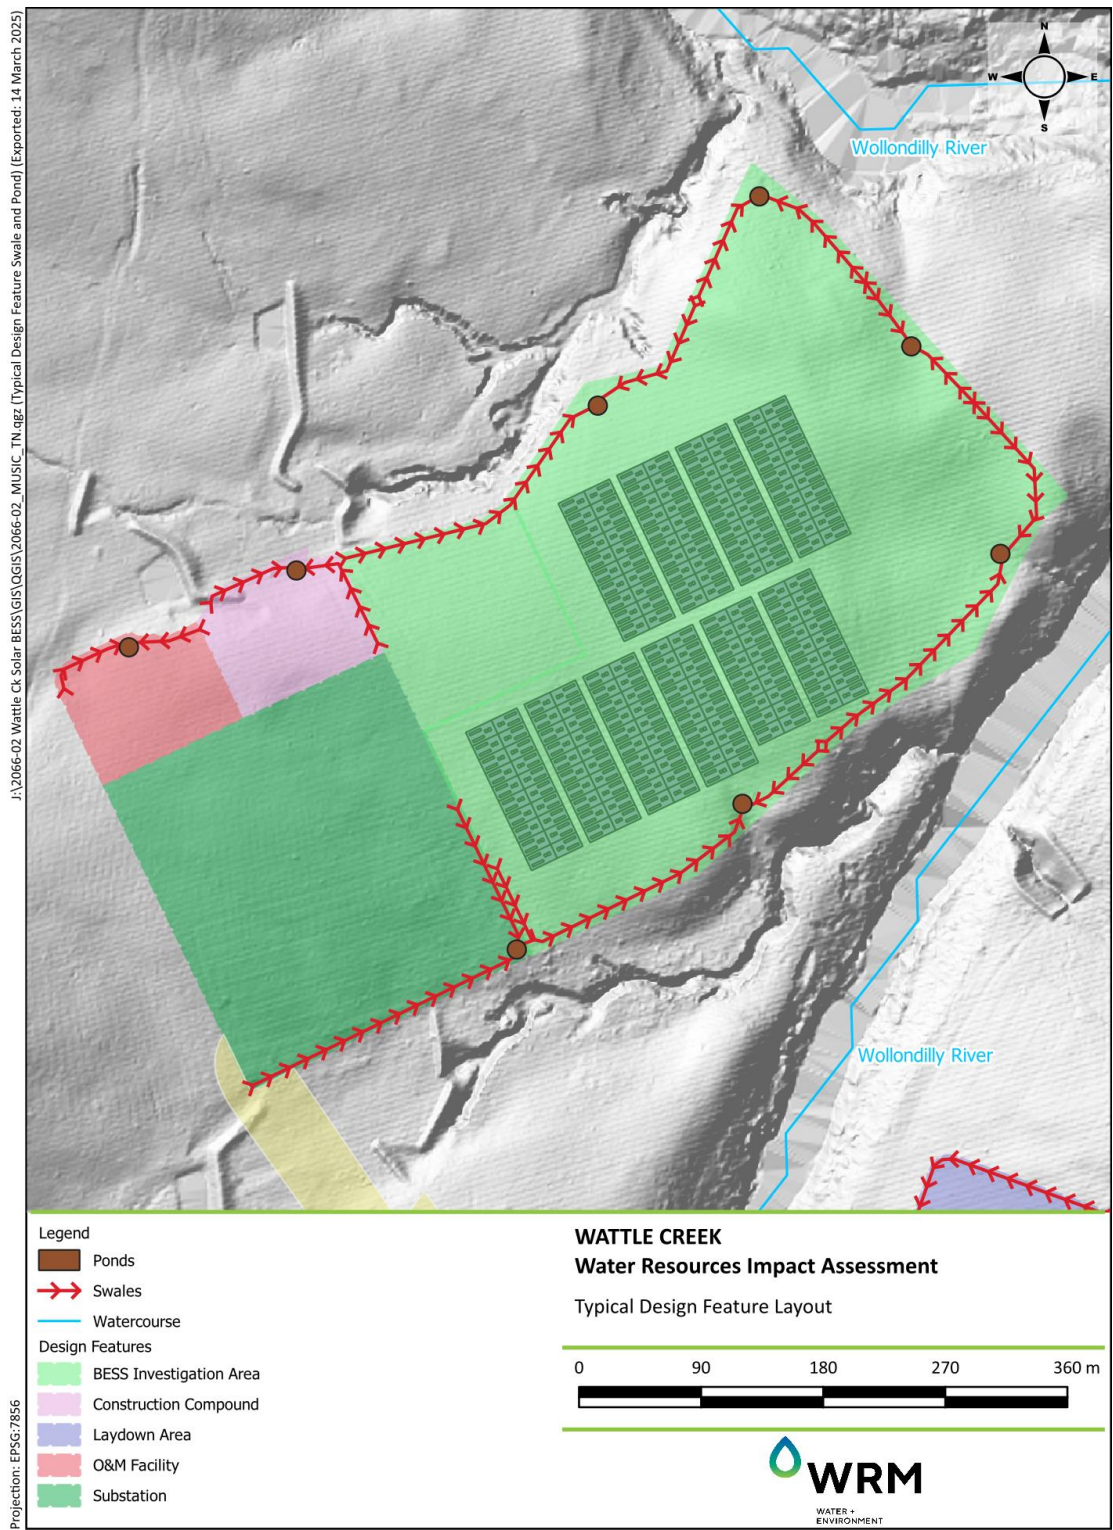 J:\2066-02 Wattle Ck Solar BESS\GIS\QGIS\2066-02_MUSIC_TN.qgz (Typical Design Feature Swale and Pond) (Exported: 14 March 2025)
N
W E
S
Wollondilly River
Wollondilly River
Projection: EPSG:7856
Legend
Ponds
Swales
Watercourse
Design Features
BESS Investigation Area
Construction Compound
Laydown Area
O&M Facility
Substation
WATTLE CREEK
Water Resources Impact Assessment
Typical Design Feature Layout
0 90 180 270 360 m
WRM
WATER +
ENVIRONMENT